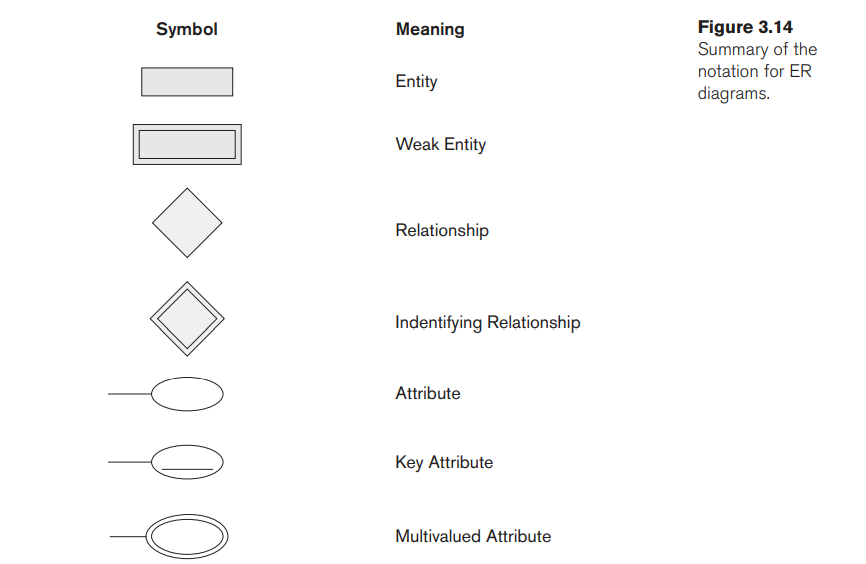 Symbol Meaning
Entity
Weak Entity
Relationship
Indentifying Relationship
Attribute
Key Attribute
Multivalued Attribute
Figure 3.14
Summary of the
notation for ER
diagrams.